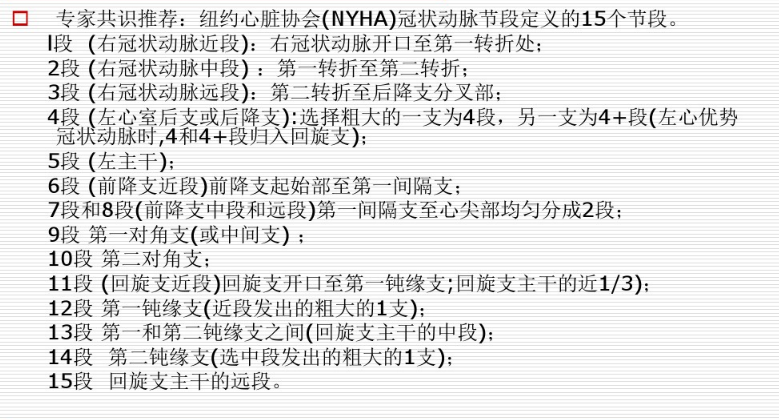 专家共识推荐：纽约心脏协会(NYHA)冠状动脉节段定义的15个节段。
l段 (右冠状动脉近段)：右冠状动脉开口至第一转折处；
2段 (右冠状动脉中段) ：第一转折至第二转折；
3段 (右冠状动脉远段)：第二转折至后降支分叉部；
4段 (左心室后支或后降支):选择粗大的一支为4段，另一支为4+段(左心优势
冠状动脉时,4和4+段归入回旋支)；
5段 (左主干)；
6段 (前降支近段)前降支起始部至第一间隔支；
7段和8段(前降支中段和远段)第一间隔支至心尖部均匀分成2段；
9段 第一对角支(或中间支) ；
10段 第二对角支；
11段 (回旋支近段)回旋支开口至第一钝缘支;回旋支主干的近1/3)；
12段 第一钝缘支(近段发出的粗大的1支)；
13段 第一和第二钝缘支之间(回旋支主干的中段)；
14段 第二钝缘支(选中段发出的粗大的1支)；
15段 回旋支主干的远段。